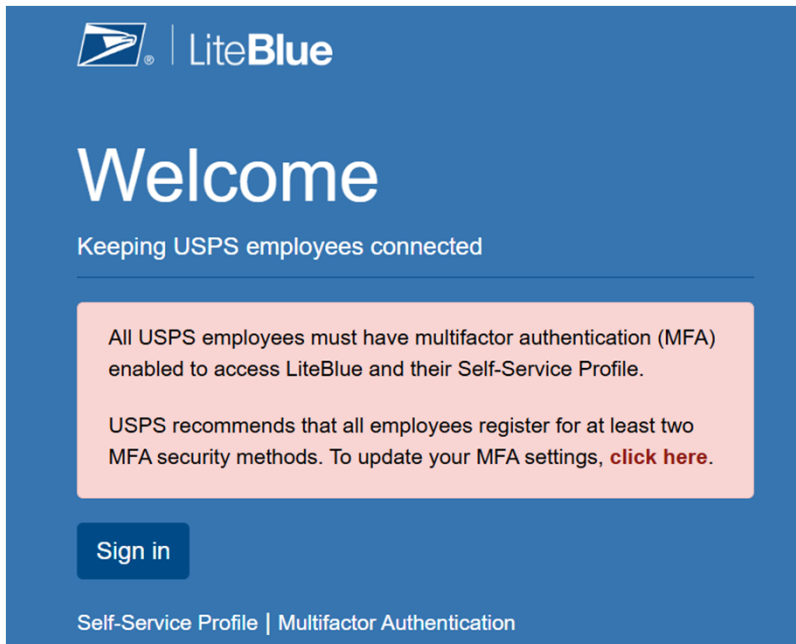 ® | LiteBlue
Welcome
Keeping USPS employees connected
All USPS employees must have multifactor authentication (MFA)
enabled to access LiteBlue and their Self-Service Profile.
USPS recommends that all employees register for at least two
MFA security methods. To update your MFA settings, click here.
Sign in
Self-Service Profile | Multifactor Authentication